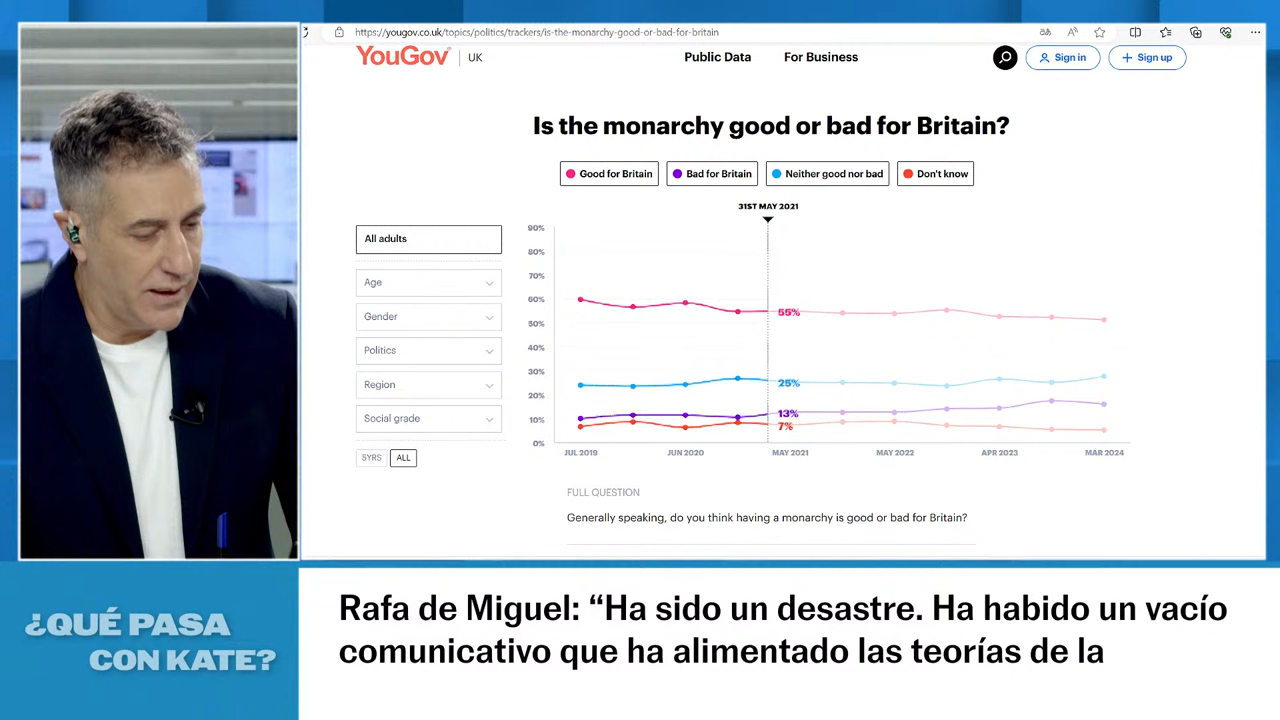 https://yougov.co.uk/topics/politics/trackers/is-the-monarchy-good-or-bad-for-britain
YouGov UK
Public Data
For Business
Sign in
Sign up
Is the monarchy good or bad for Britain?
Good for Britain
Bad for Britain
Neither good nor bad
Don't know
31ST MAY 2021
All adults
Age
Gender
Politics
Region
Social grade
5YRS
ALL
90%
80%
70%
60%
50%
40%
30%
20%
10%
0%
55%
25%
13%
7%
JUL 2019
JUN 2020
MAY 2021
MAY 2022
APR 2023
MAR 2024
FULL QUESTION
Generally speaking, do you think having a monarchy is good or bad for Britain?
¿QUÉ PASA
CON KATE?
Rafa de Miguel: “Ha sido un desastre. Ha habido un vacío
comunicativo que ha alimentado las teorías de la